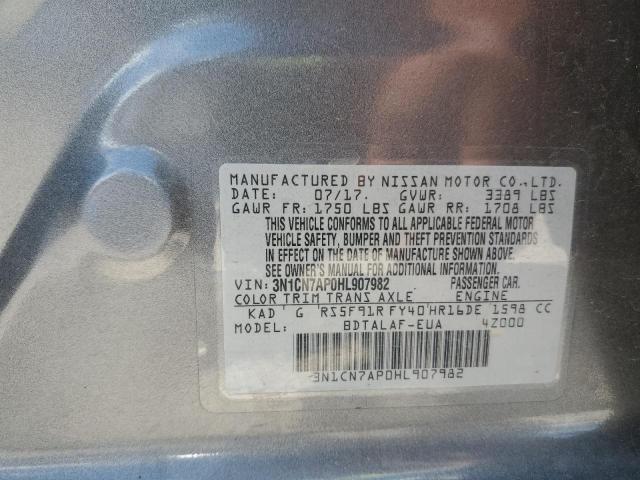 MANUFACTURED BY NISSAN MOTOR CO.,LTD.
DATE: 07/17. GVWR: 3389 LBS
GAWR FR: 1750 LBS GAWR RR: 1708 LBS
THIS VEHICLE CONFORMS TO ALL APPLICABLE FEDERAL MOTOR
VEHICLE SAFETY, BUMPER AND THEFT PREVENTION STANDARDS
IN EFFECT ON THE DATE OF MANUFACTURE SHOWN ABOVE.
SEE OWNER'S MANUAL FOR ADDITIONAL INFORMATION.
VIN: 3N1CN7AP0HL907982 PASSENGER CAR.
COLOR TRIM TRANS AXLE ENGINE
KAD ' G 'RS5F91R FY40'HR16DE 1598 CC
MODEL: BDTALAF-EUA 4Z000
3N1CN7AP0HL907982